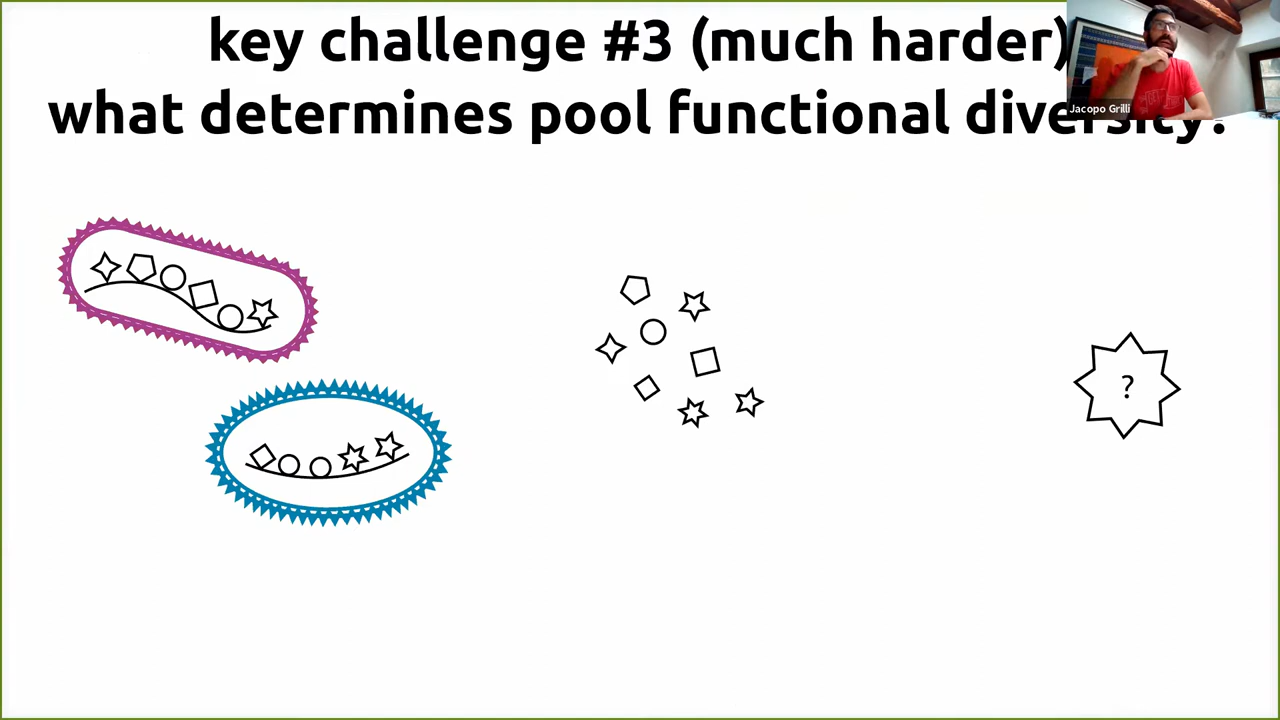 key challenge #3 (much harder)
what determines pool functional diversity?
Jacopo Grilli
?